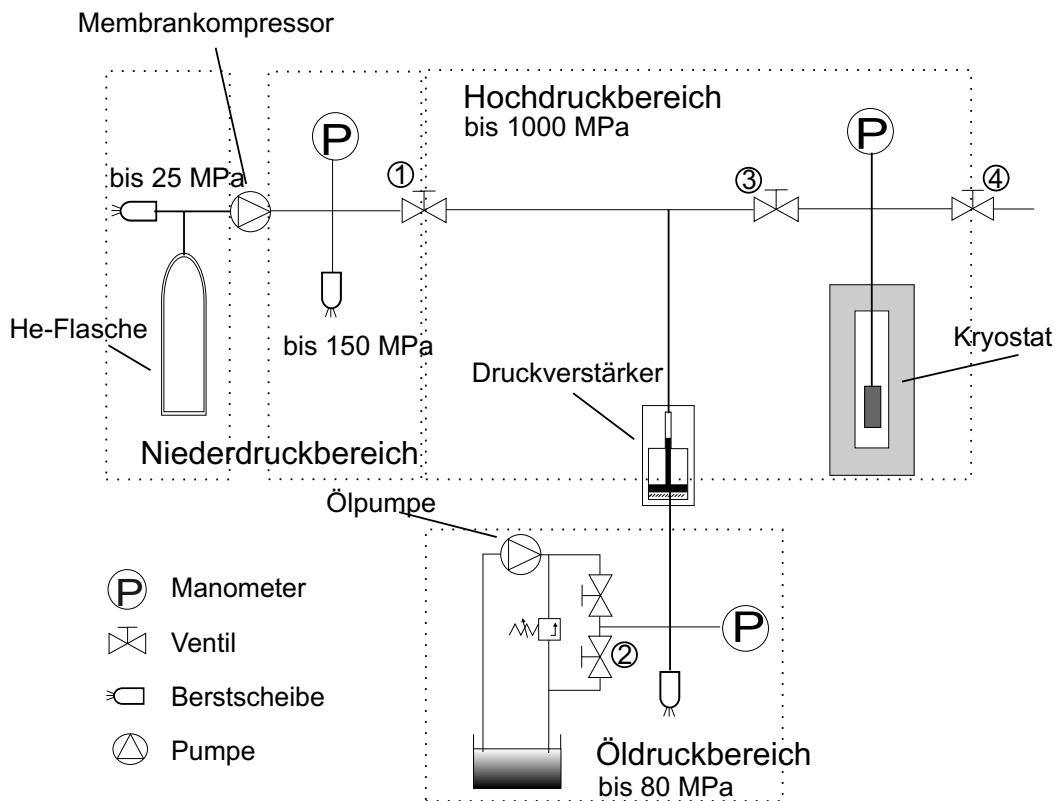 Membrankompressor
Hochdruckbereich
bis 1000 MPa
P
P
bis 25 MPa
1
3
4
He-Flasche
bis 150 MPa
Kryostat
Druckverstärker
Niederdruckbereich
Ölpumpe
P
Manometer
P
Ventil
2
Berstscheibe
Pumpe
Öldruckbereich
bis 80 MPa